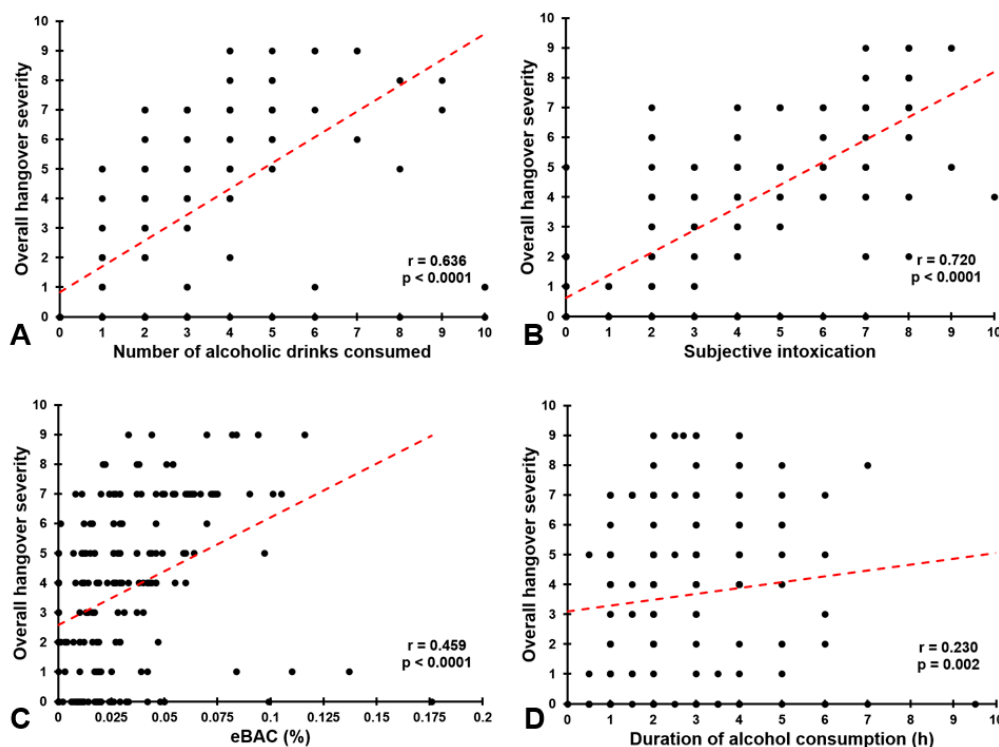 10
9
8
7
6
5
4
3
2
1
0
Overall hangover severity
r = 0.636
p < 0.0001
0 1 2 3 4 5 6 7 8 9 10
A
Number of alcoholic drinks consumed
10
9
8
7
6
5
4
3
2
1
0
Overall hangover severity
r = 0.720
p < 0.0001
0 1 2 3 4 5 6 7 8 9 10
B
Subjective intoxication
10
9
8
7
6
5
4
3
2
1
0
Overall hangover severity
r = 0.459
p < 0.0001
0 0.025 0.05 0.075 0.1 0.125 0.15 0.175 0.2
C
eBAC (%)
10
9
8
7
6
5
4
3
2
1
0
Overall hangover severity
r = 0.230
p = 0.002
0 1 2 3 4 5 6 7 8 9 10
D
Duration of alcohol consumption (h)